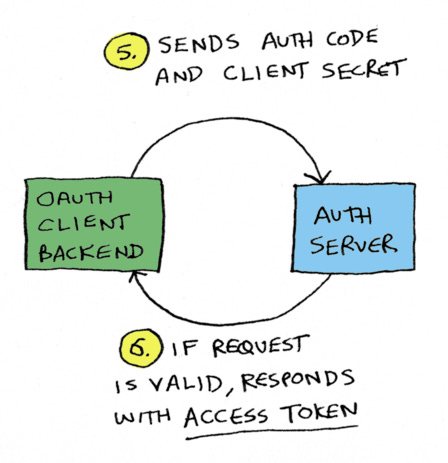 5. SENDS AUTH CODE
AND CLIENT SECRET
OAUTH
CLIENT
BACKEND
AUTH
SERVER
6. IF REQUEST
IS VALID, RESPONDS
WITH ACCESS TOKEN